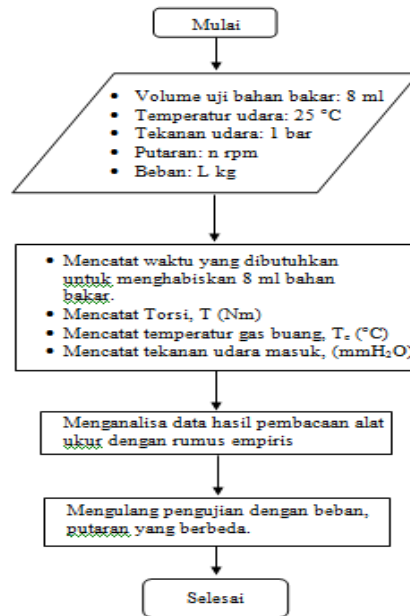 Mulai
• Volume uji bahan bakar: 8 ml
• Temperatur udara: 25 °C
• Tekanan udara: 1 bar
• Putaran: n rpm
• Beban: L kg
• Mencatat waktu yang dibutuhkan
untuk menghabiskan 8 ml bahan
bakar.
• Mencatat Torsi, T (Nm)
• Mencatat temperatur gas buang, Tₑ (°C)
• Mencatat tekanan udara masuk, (mmH₂O)
Menganalisa data hasil pembacaan alat
ukur dengan rumus empiris
Mengulang pengujian dengan beban,
putaran yang berbeda.
Selesai